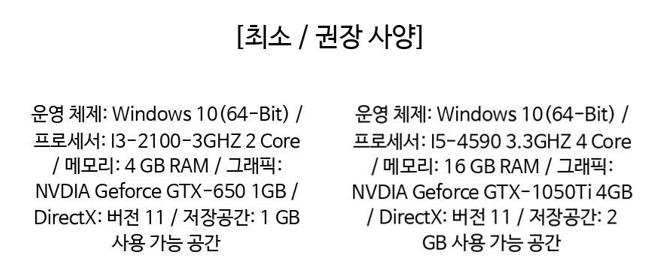 [최소 / 권장 사양]
운영 체제: Windows 10(64-Bit) /
프로세서: I3-2100-3GHZ 2 Core
/ 메모리: 4 GB RAM / 그래픽:
NVDIA Geforce GTX-650 1GB /
DirectX: 버전 11 / 저장공간: 1 GB
사용 가능 공간
운영 체제: Windows 10(64-Bit) /
프로세서: I5-4590 3.3GHZ 4 Core
/ 메모리: 16 GB RAM / 그래픽:
NVDIA Geforce GTX-1050Ti 4GB
/ DirectX: 버전 11 / 저장공간: 2
GB 사용 가능 공간